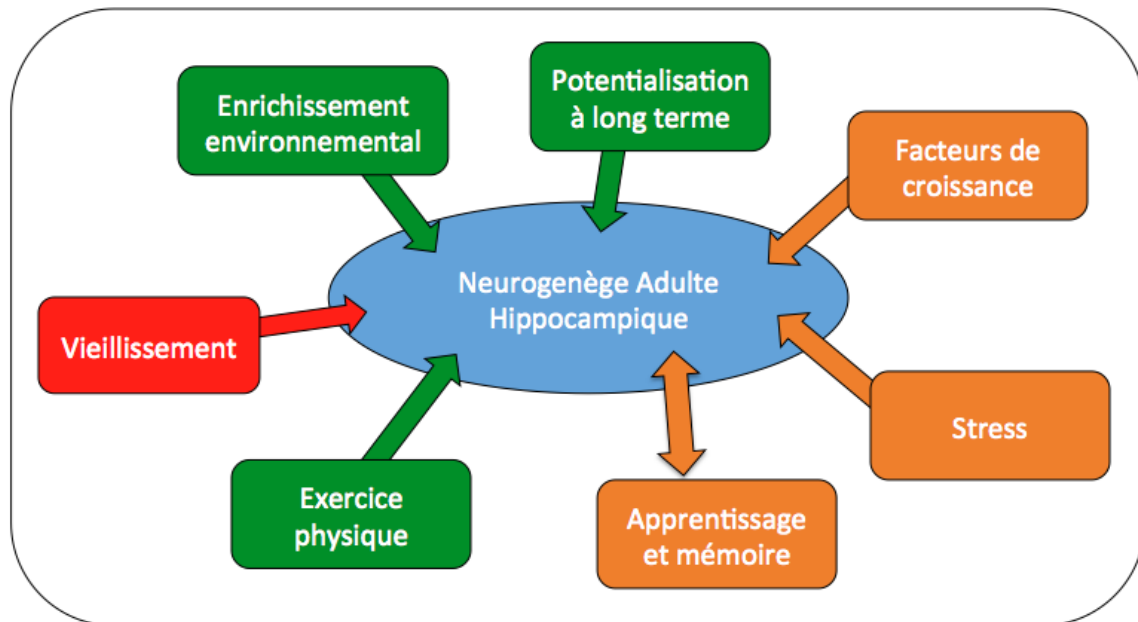 Enrichissement
environnemental
Potentialisation
à long terme
Facteurs de
croissance
Neurogenège Adulte
Hippocampique
Vieillissement
Stress
Exercice
physique
Apprentissage
et mémoire